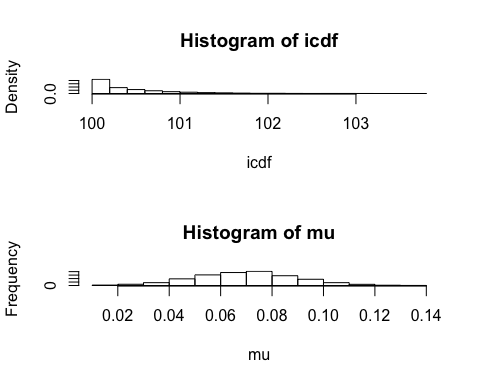 Histogram of icdf
Density
0.0
100 101 102 103
icdf
Histogram of mu
Frequency
0
0.02 0.04 0.06 0.08 0.10 0.12 0.14
mu